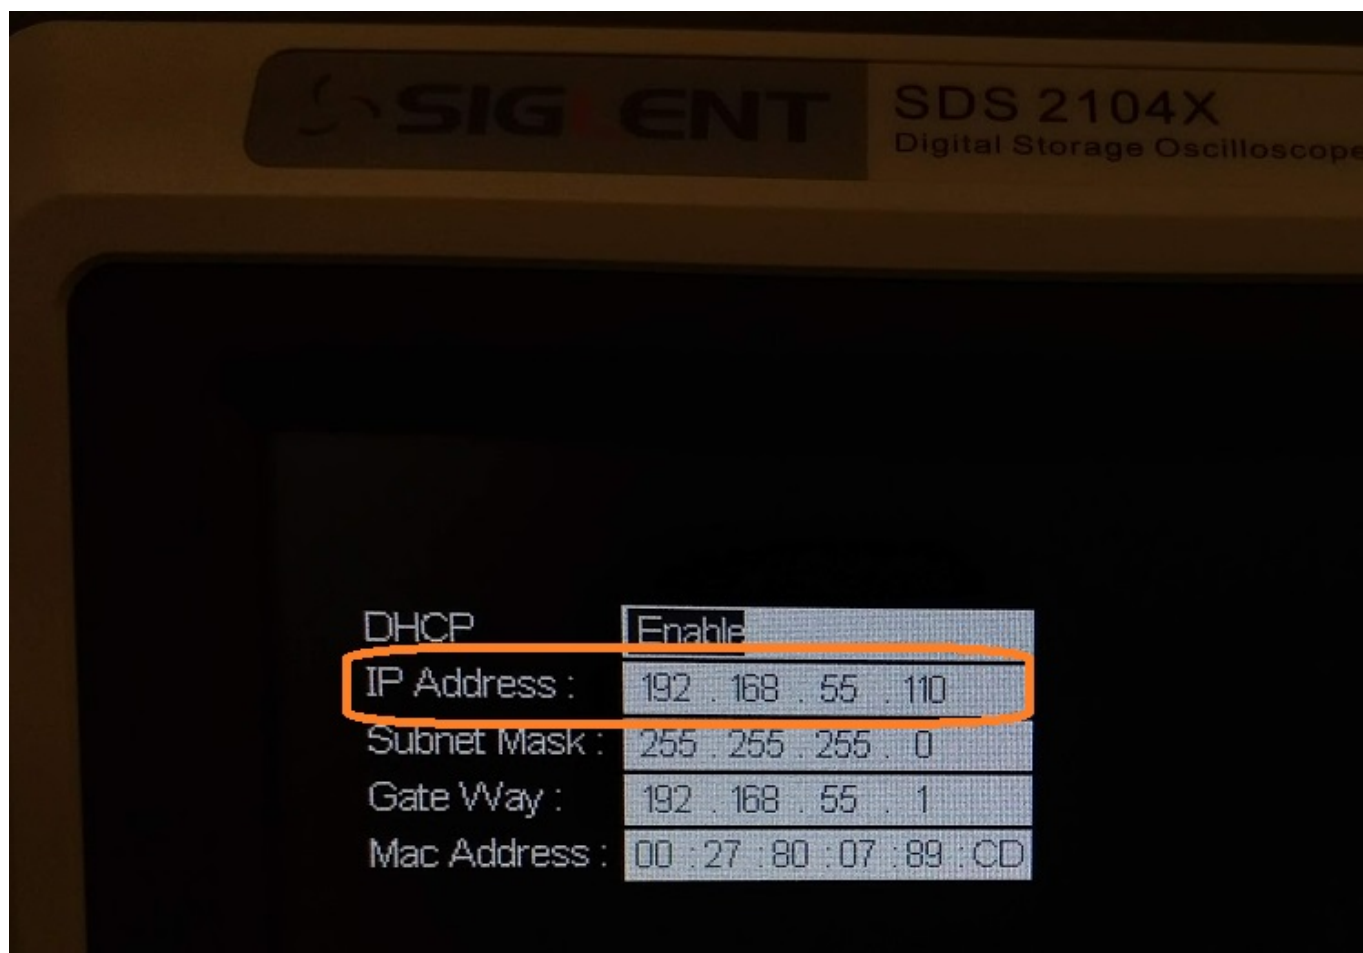 SIGLENT SDS 2104X
Digital Storage Oscilloscope
DHCP Enable
IP Address : 192 . 168 . 55 . 110
Subnet Mask : 255 . 255 . 255 . 0
Gate Way : 192 . 168 . 55 . 1
Mac Address : 00 : 27 : 80 : 07 : 89 : CD